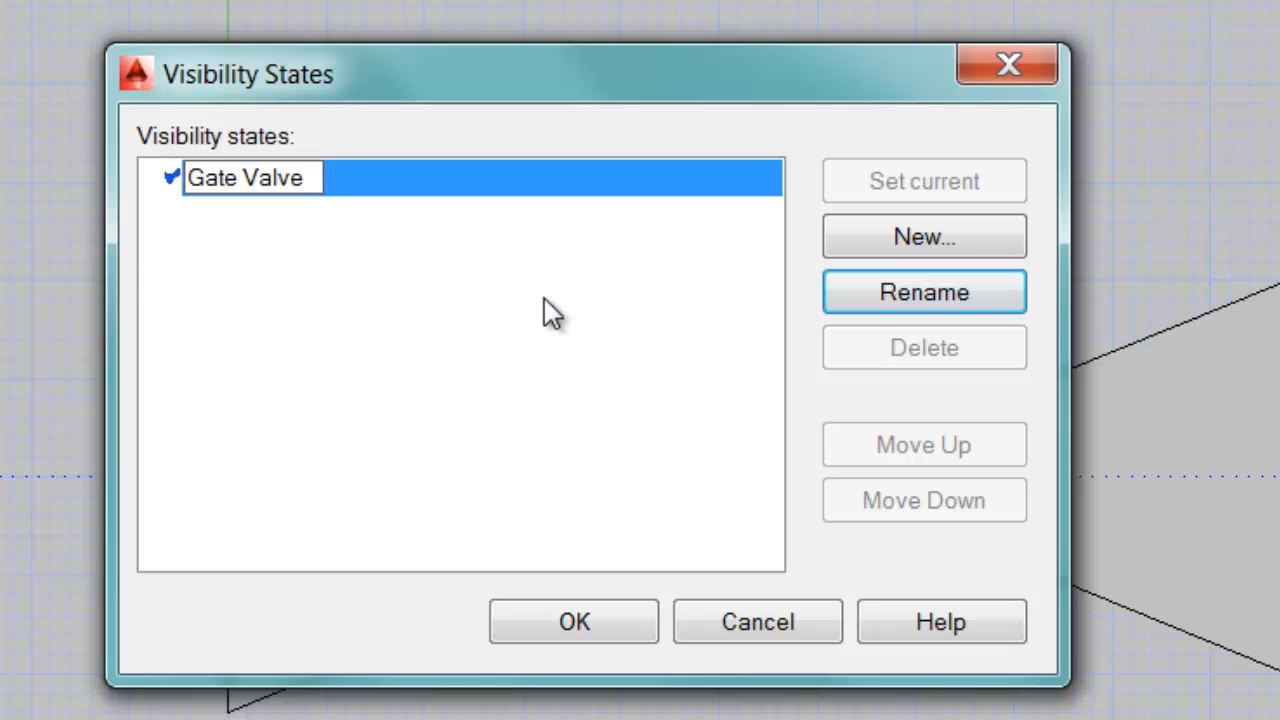 Visibility States
Visibility states:
Gate Valve
Set current
New...
Rename
Delete
Move Up
Move Down
OK
Cancel
Help